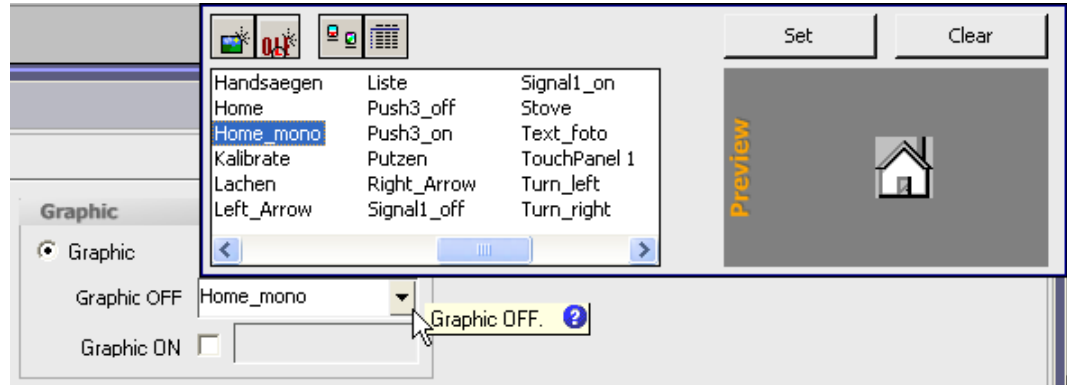 OFF
Set
Clear
Handsaegen Liste Signal1_on
Home Push3_off Stove
Home_mono Push3_on Text_foto
Kalibrate Putzen TouchPanel 1
Lachen Right_Arrow Turn_left
Left_Arrow Signal1_off Turn_right
Preview
Graphic
Graphic
Graphic OFF Home_mono
Graphic OFF. ?
Graphic ON